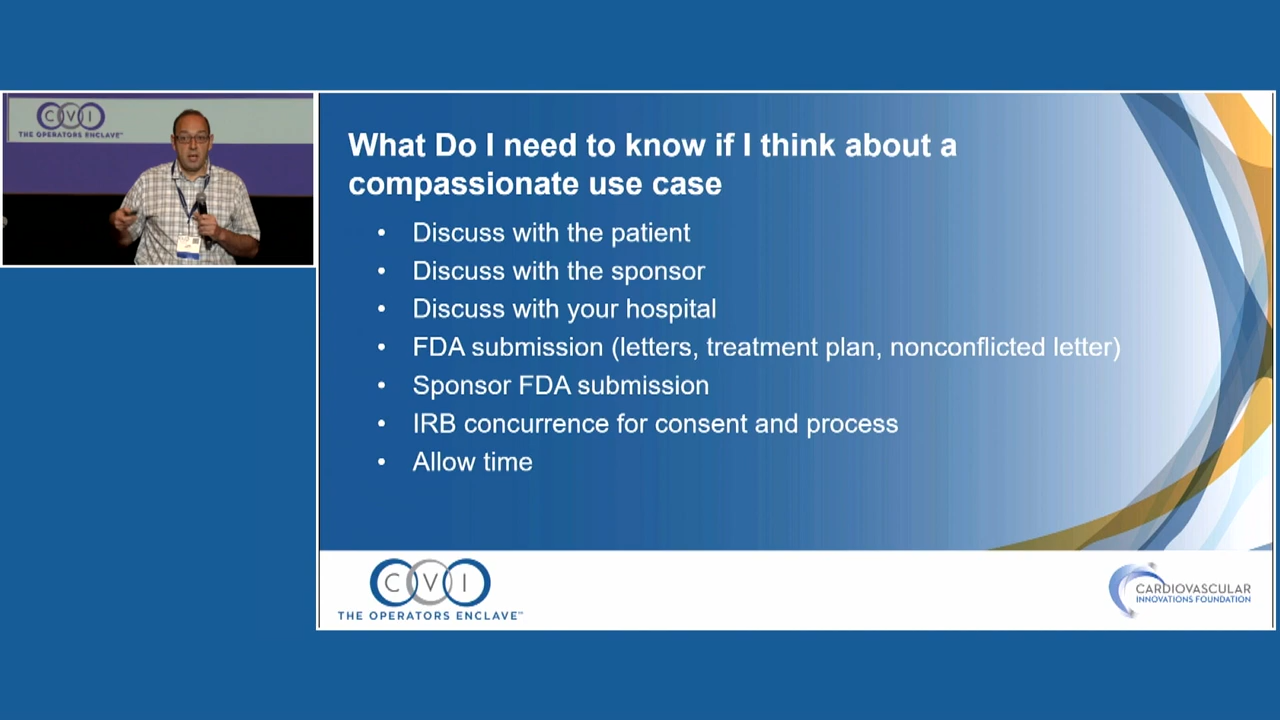 CVI
THE OPERATORS ENCLAVE™
What Do I need to know if I think about a
compassionate use case
• Discuss with the patient
• Discuss with the sponsor
• Discuss with your hospital
• FDA submission (letters, treatment plan, nonconflicted letter)
• Sponsor FDA submission
• IRB concurrence for consent and process
• Allow time
CVI
THE OPERATORS ENCLAVE™
CARDIOVASCULAR
INNOVATIONS FOUNDATION